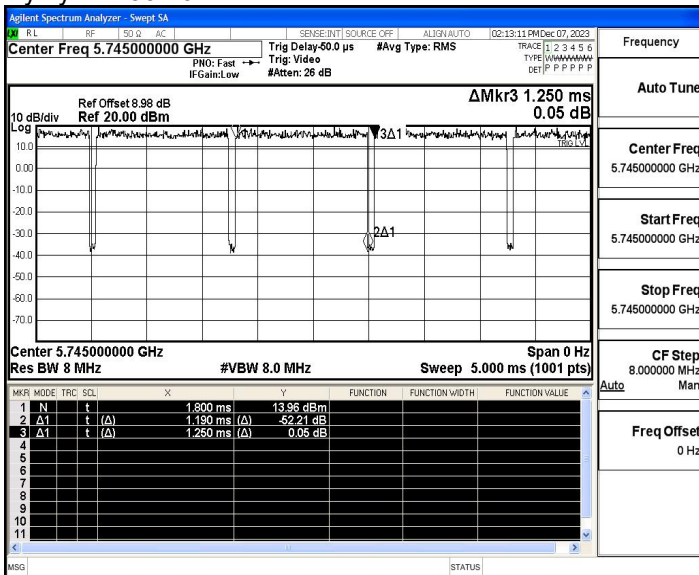 Agilent Spectrum Analyzer - Swept SA
LXI RL RF 50 Ω AC SENSE:INT SOURCE OFF ALIGN AUTO 02:13:11 PM Dec 07, 2023
Center Freq 5.745000000 GHz
PNO: Fast
IFGain:Low
Trig Delay-50.0 µs
Trig: Video
#Atten: 26 dB
#Avg Type: RMS
TRACE 1 2 3 4 5 6
TYPE WWWWWW
DET P P P P P P
Frequency
Auto Tune
ΔMkr3 1.250 ms
0.05 dB
10 dB/div
Log
Ref Offset 8.98 dB
Ref 20.00 dBm
3Δ1
TRIG LVL
10.0
0.00
-10.0
-20.0
-30.0
2Δ1
-40.0
-50.0
-60.0
-70.0
Center Freq
5.745000000 GHz
Start Freq
5.745000000 GHz
Stop Freq
5.745000000 GHz
CF Step
8.000000 MHz
Auto Man
Freq Offset
0 Hz
Center 5.745000000 GHz Span 0 Hz
Res BW 8 MHz #VBW 8.0 MHz Sweep 5.000 ms (1001 pts)
MKR MODE TRC SCL X Y FUNCTION FUNCTION WIDTH FUNCTION VALUE
1 N t 1.800 ms 13.96 dBm
2 Δ1 t (Δ) 1.190 ms (Δ) -52.21 dB
3 Δ1 t (Δ) 1.250 ms (Δ) 0.05 dB
4
5
6
7
8
9
10
11
MSG STATUS